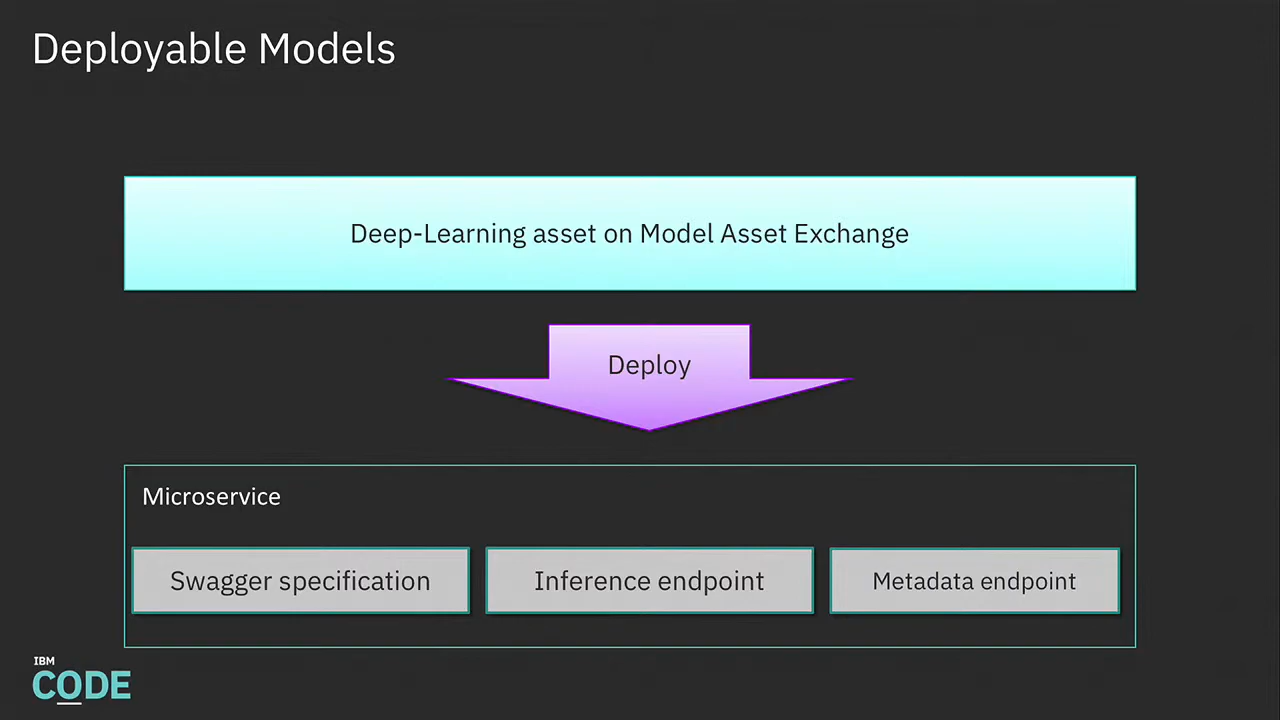 Deployable Models
Deep-Learning asset on Model Asset Exchange
Deploy
Microservice
Swagger specification
Inference endpoint
Metadata endpoint
IBM
CODE